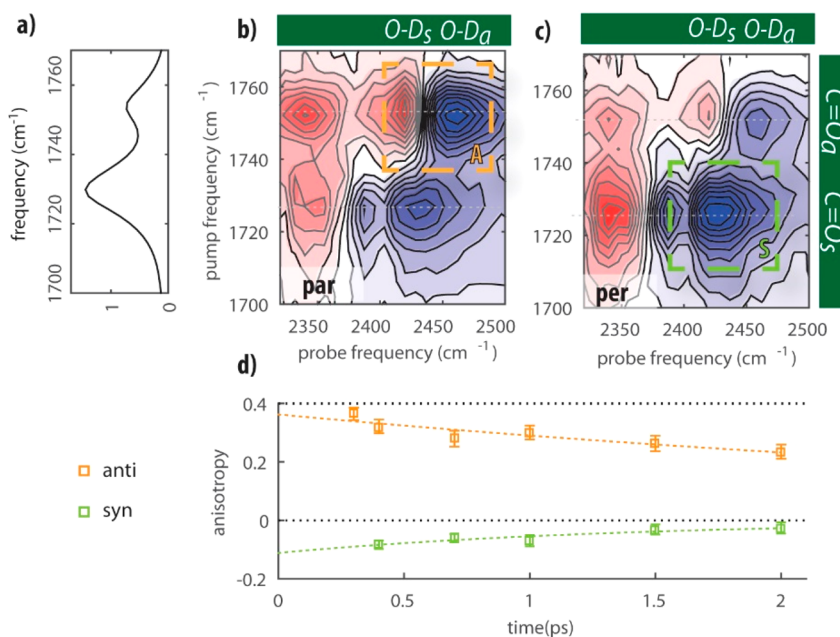 a)
frequency (cm⁻¹)
1760
1740
1720
1700
1
0
b)
O-Ds O-Da
pump frequency (cm⁻¹)
1760
1740
1720
1700
A
par
2350
2400
2450
2500
probe frequency (cm⁻¹)
c)
O-Ds O-Da
C=Oa C=Os
1760
1740
1720
1700
S
per
2350
2400
2450
2500
probe frequency (cm⁻¹)
d)
anti
syn
anisotropy
0.4
0.2
0
-0.2
0
0.5
1
1.5
2
time(ps)